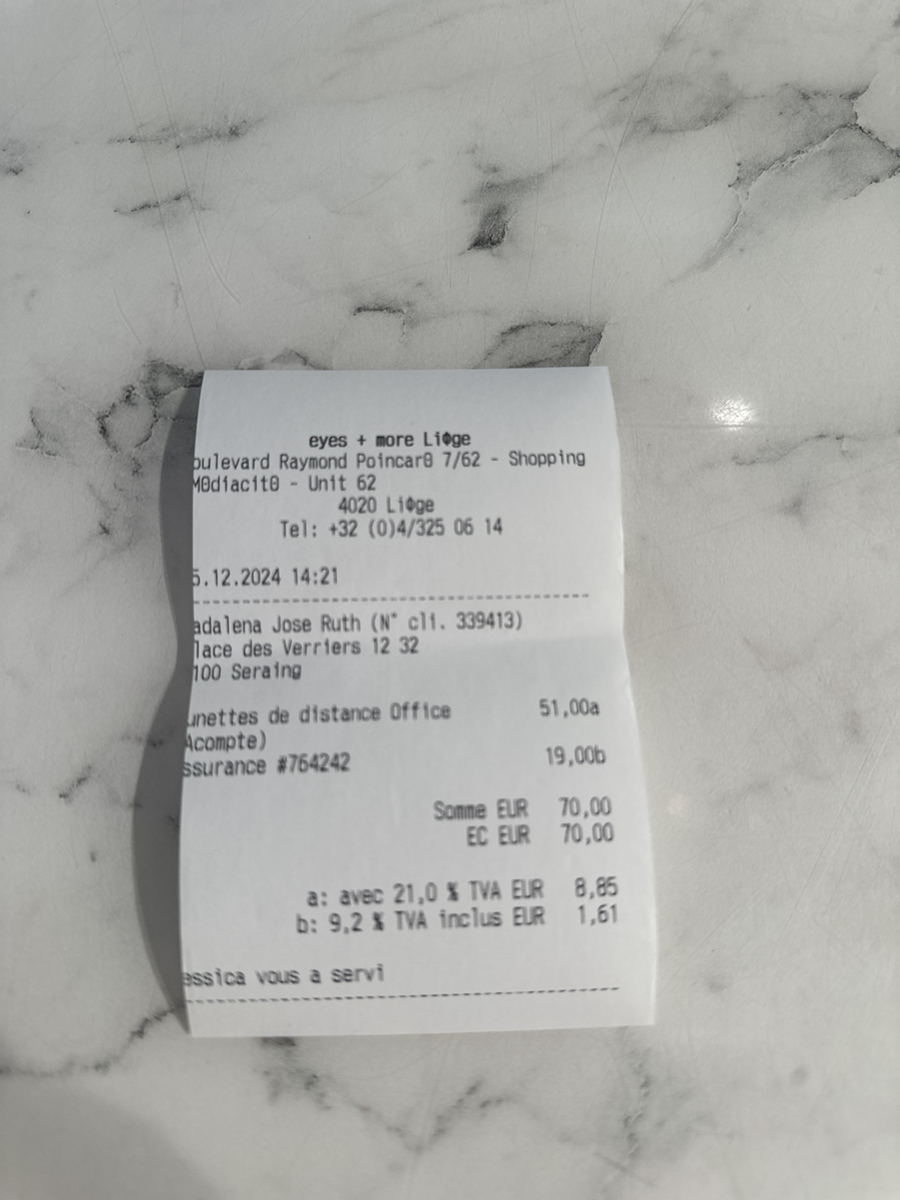 eyes + more Li�ge
oulevard Raymond Poincar0 7/62 - Shopping
M0diacit0 - Unit 62
4020 Li�ge
Tel: +32 (0)4/325 06 14
5.12.2024 14:21
adalena Jose Ruth (N° cli. 339413)
lace des Verriers 12 32
100 Seraing
unettes de distance Office 51,00a
Acompte)
ssurance #764242 19,00b
Somme EUR 70,00
EC EUR 70,00
a: avec 21,0 % TVA EUR 8,85
b: 9,2 % TVA inclus EUR 1,61
essica vous a servi